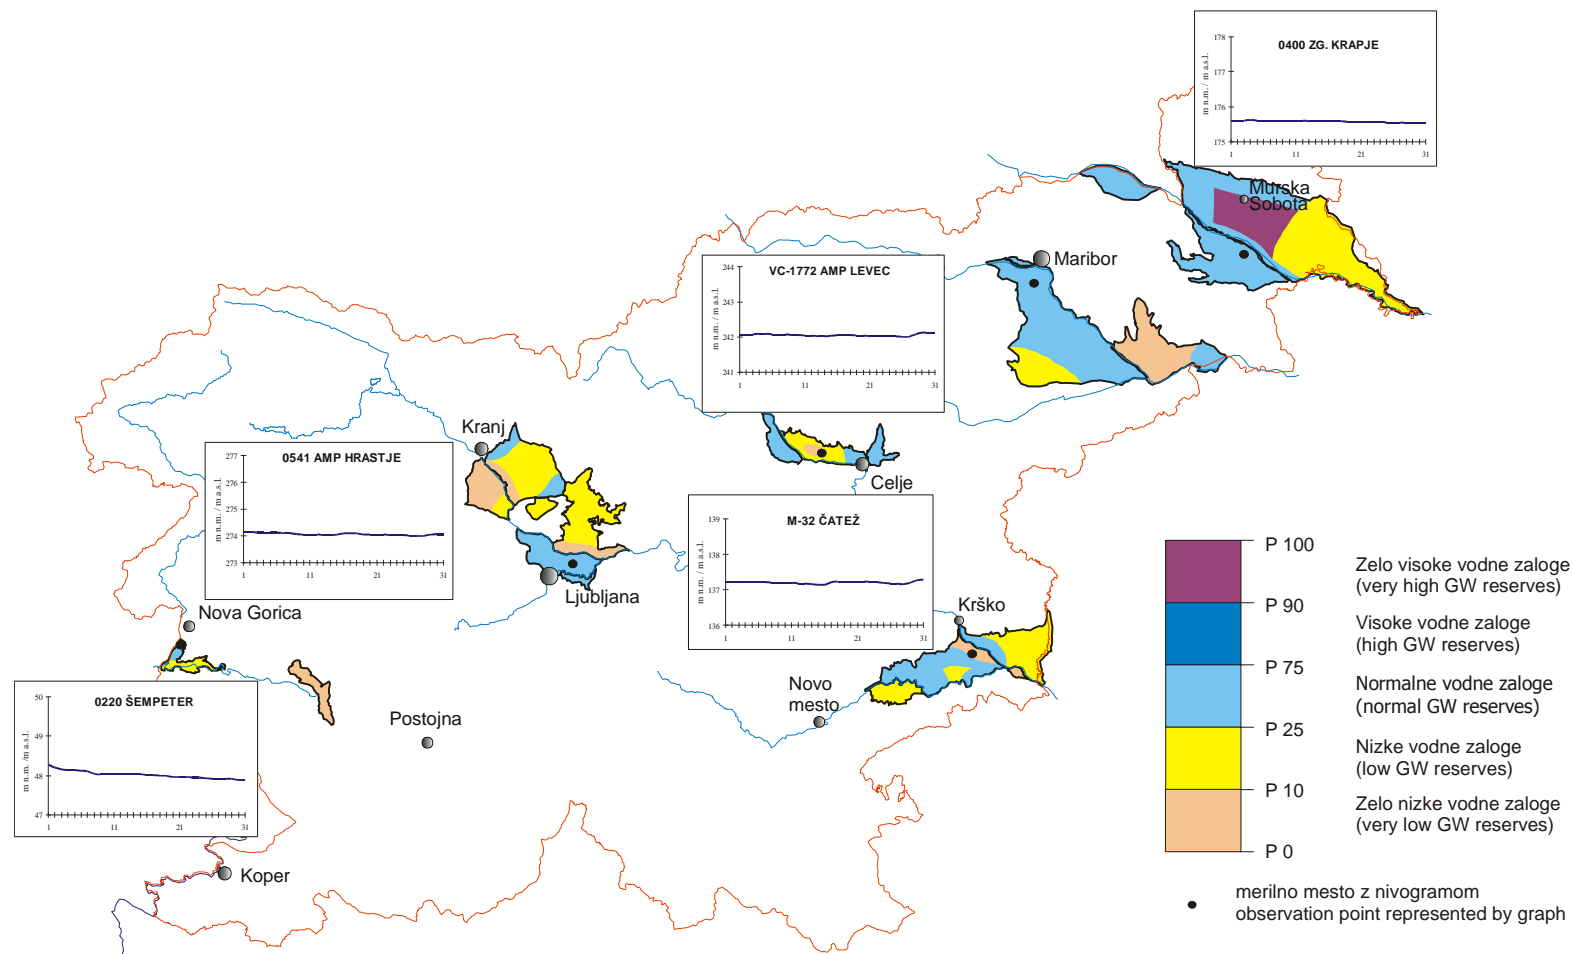 0400 ZG. KRAPJE
m n.m. / m a.s.l.
178
177
176
175
1
11
21
31
Murska
Sobota
Maribor
VC-1772 AMP LEVEC
m n.m. / m a.s.l.
244
243
242
241
1
11
21
31
Kranj
Celje
0541 AMP HRASTJE
m n.m. / m a.s.l.
277
276
275
274
273
1
11
21
31
Ljubljana
M-32 ČATEŽ
m n.m. / m a.s.l.
139
138
137
136
1
11
21
31
Nova Gorica
Krško
Novo
mesto
Postojna
0220 ŠEMPETER
m n.m. /m a.s.l.
50
49
48
47
1
11
21
31
Koper
P 100
Zelo visoke vodne zaloge
(very high GW reserves)
P 90
Visoke vodne zaloge
(high GW reserves)
P 75
Normalne vodne zaloge
(normal GW reserves)
P 25
Nizke vodne zaloge
(low GW reserves)
P 10
Zelo nizke vodne zaloge
(very low GW reserves)
P 0
merilno mesto z nivogramom
observation point represented by graph